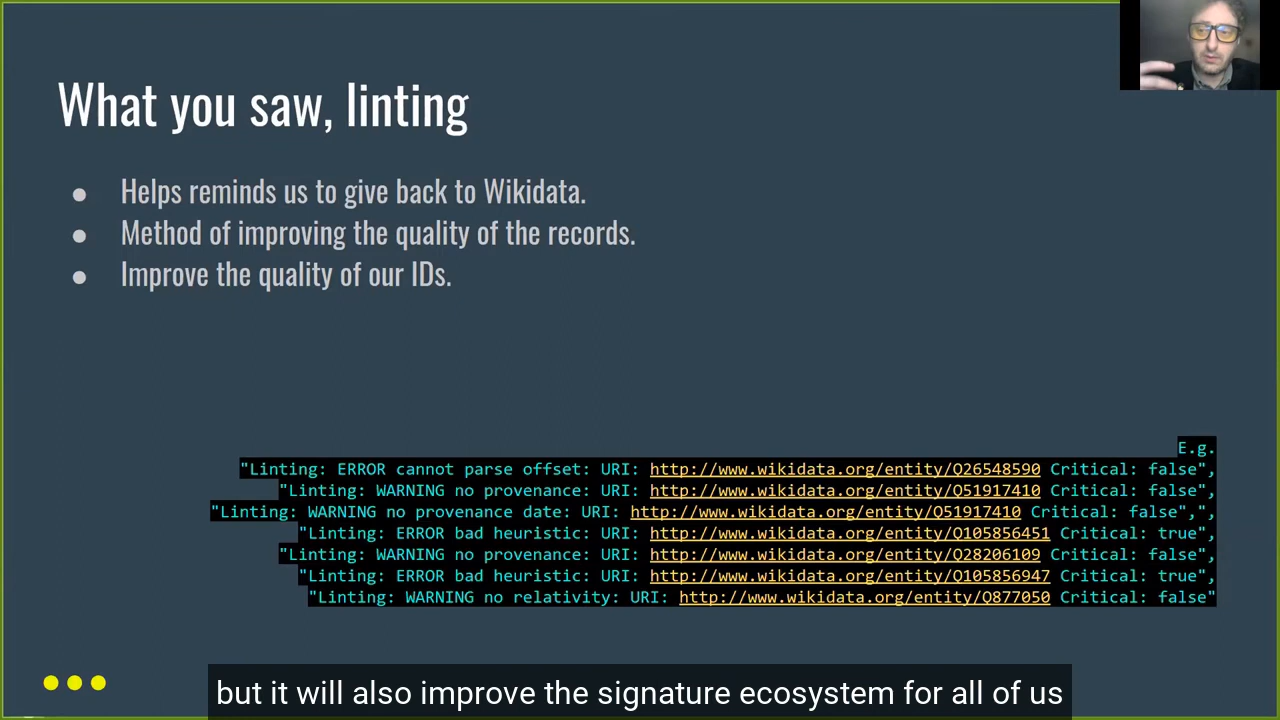 What you saw, linting
● Helps reminds us to give back to Wikidata.
● Method of improving the quality of the records.
● Improve the quality of our IDs.
E.g.
"Linting: ERROR cannot parse offset: URI: http://www.wikidata.org/entity/Q26548590 Critical: false",
"Linting: WARNING no provenance: URI: http://www.wikidata.org/entity/Q51917410 Critical: false",
"Linting: WARNING no provenance date: URI: http://www.wikidata.org/entity/Q51917410 Critical: false",",
"Linting: ERROR bad heuristic: URI: http://www.wikidata.org/entity/Q105856451 Critical: true",
"Linting: WARNING no provenance: URI: http://www.wikidata.org/entity/Q28206109 Critical: false",
"Linting: ERROR bad heuristic: URI: http://www.wikidata.org/entity/Q105856947 Critical: true",
"Linting: WARNING no relativity: URI: http://www.wikidata.org/entity/Q877050 Critical: false"
but it will also improve the signature ecosystem for all of us